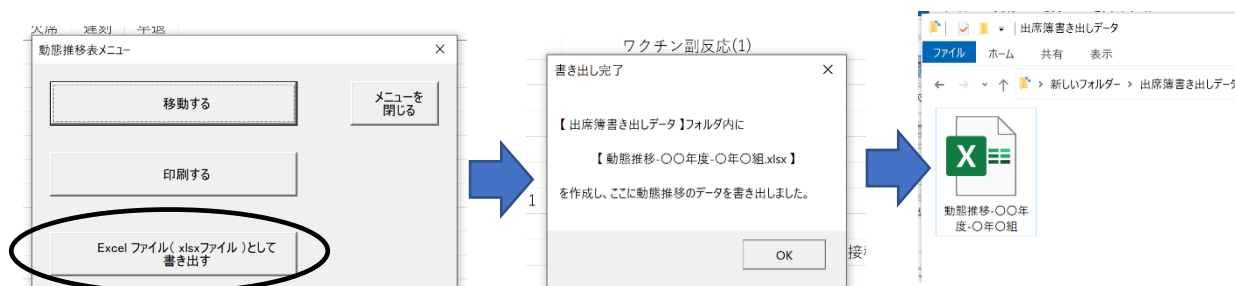 欠席 遅刻 早退
動態推移表メニュー
移動する
メニューを
閉じる
印刷する
Excel ファイル( xlsxファイル )として
書き出す
ワクチン副反応(1)
書き出し完了
【 出席簿書き出しデータ 】フォルダ内に
【 動態推移-〇〇年度-〇年〇組.xlsx 】
を作成し、ここに動態推移のデータを書き出しました。
1
OK
接
出席簿書き出しデータ
ファイル ホーム 共有 表示
新しいフォルダー > 出席簿書き出しデータ
X
動態推移-〇〇年
度-〇年〇組